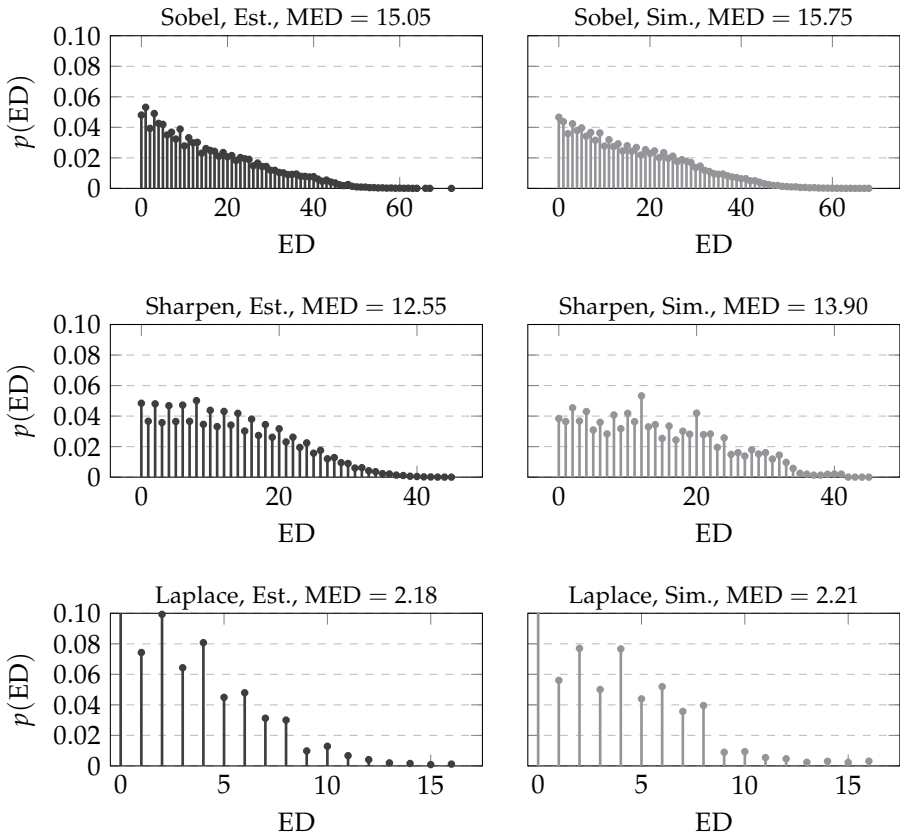 Sobel, Est., MED = 15.05
0.10
0.08
0.06
0.04
0.02
0
p(ED)
0 20 40 60
ED
Sobel, Sim., MED = 15.75
0 20 40 60
ED
Sharpen, Est., MED = 12.55
0.10
0.08
0.06
0.04
0.02
0
p(ED)
0 20 40
ED
Sharpen, Sim., MED = 13.90
0 20 40
ED
Laplace, Est., MED = 2.18
0.10
0.08
0.06
0.04
0.02
0
p(ED)
0 5 10 15
ED
Laplace, Sim., MED = 2.21
0 5 10 15
ED